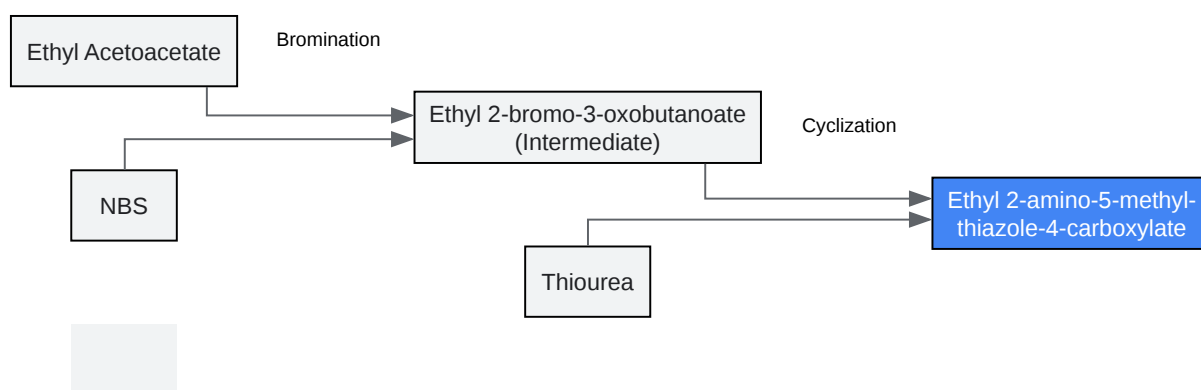 Ethyl Acetoacetate
Bromination
Ethyl 2-bromo-3-oxobutanoate
(Intermediate)
Cyclization
NBS
Ethyl 2-amino-5-methyl-
thiazole-4-carboxylate
Thiourea